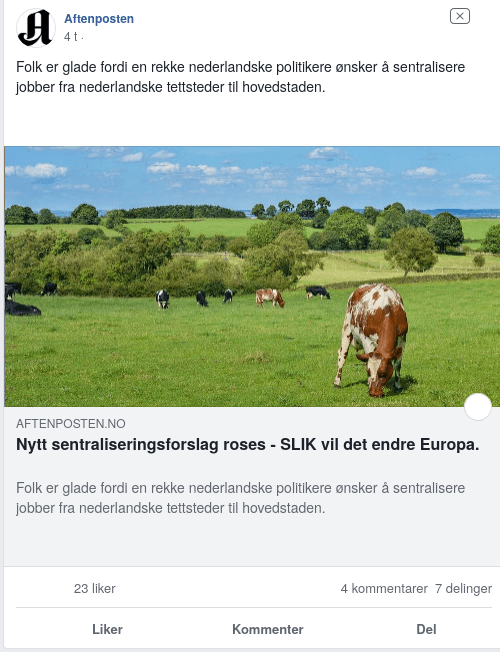 Aftenposten
4 t ·
Folk er glade fordi en rekke nederlandske politikere ønsker å sentralisere
jobber fra nederlandske tettsteder til hovedstaden.
AFTENPOSTEN.NO
Nytt sentraliseringsforslag roses - SLIK vil det endre Europa.
Folk er glade fordi en rekke nederlandske politikere ønsker å sentralisere
jobber fra nederlandske tettsteder til hovedstaden.
23 liker 4 kommentarer 7 delinger
Liker Kommenter Del